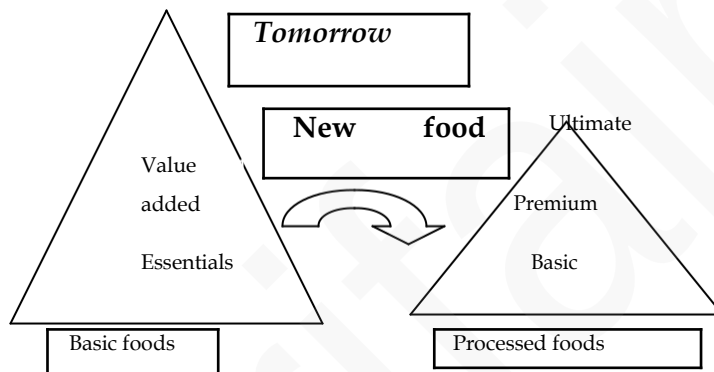 Tomorrow
New food
Ultimate
Value
added
Premium
Essentials
Basic
Basic foods
Processed foods